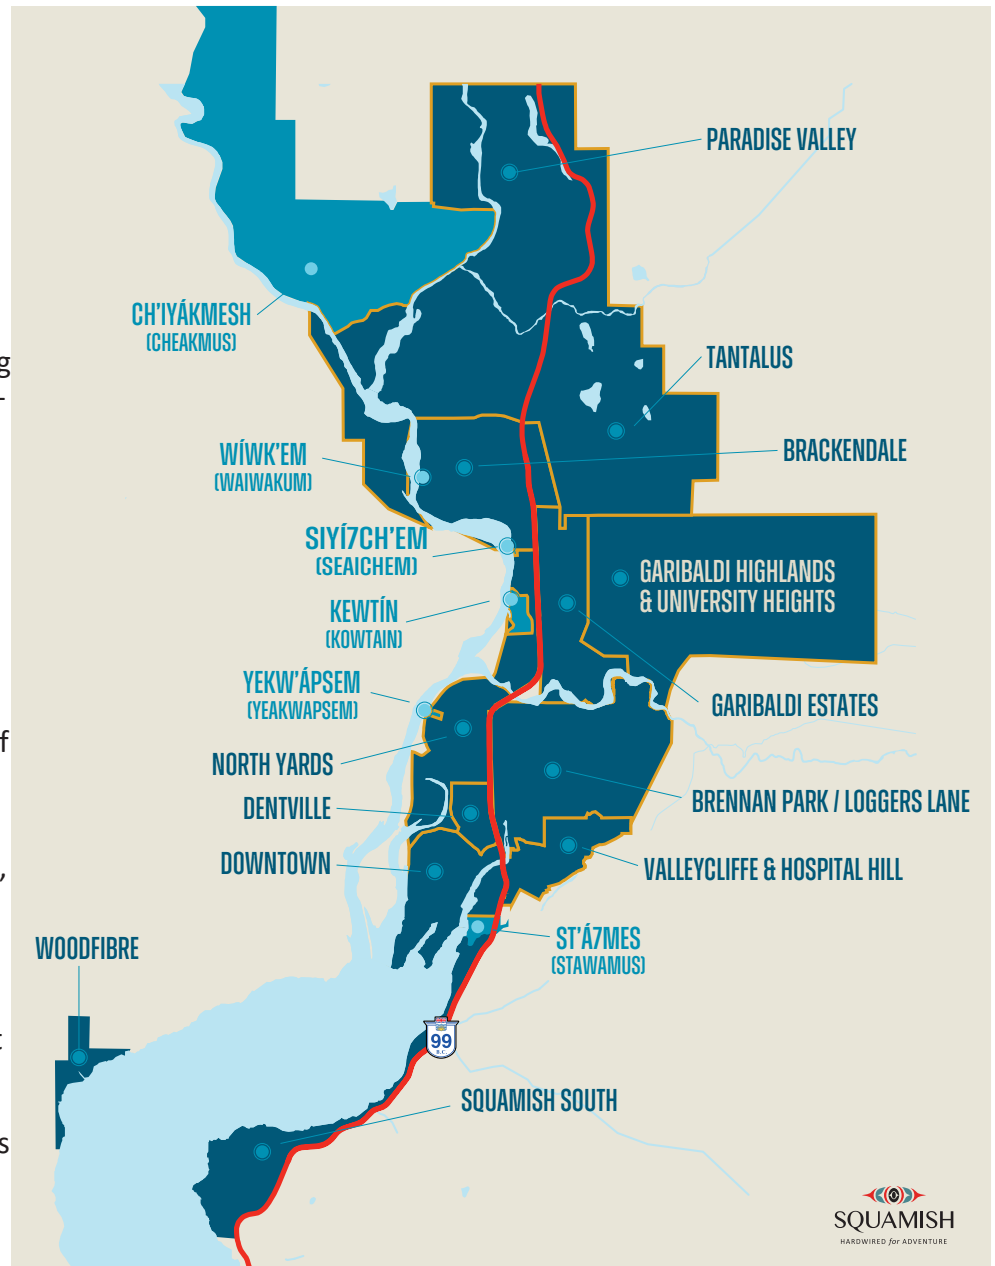 PARADISE VALLEY
CH'IYÁKMESH
(CHEAKMUS)
g
TANTALUS
BRACKENDALE
WÍWK'EM
(WAIWAKUM)
SIYÍ7CH'EM
(SEAICHEM)
GARIBALDI HIGHLANDS
& UNIVERSITY HEIGHTS
KEWTÍN
(KOWTAIN)
YEKW'ÁPSEM
(YEAKWAPSEM)
GARIBALDI ESTATES
f
NORTH YARDS
DENTVILLE
BRENNAN PARK / LOGGERS LANE
DOWNTOWN
VALLEYCLIFFE & HOSPITAL HILL
,
ST'Á7MES
(STAWAMUS)
WOODFIBRE
99
B.C.
SQUAMISH SOUTH
s
SQUAMISH
HARDWIRED for ADVENTURE